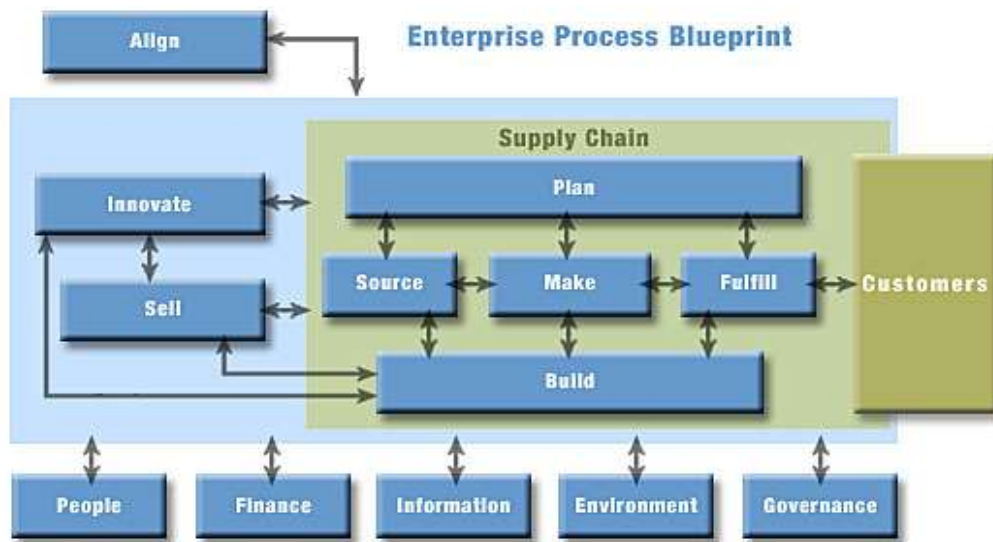 Align
Enterprise Process Blueprint
Supply Chain
Innovate
Plan
Source
Make
Fulfill
Customers
Sell
Build
People
Finance
Information
Environment
Governance